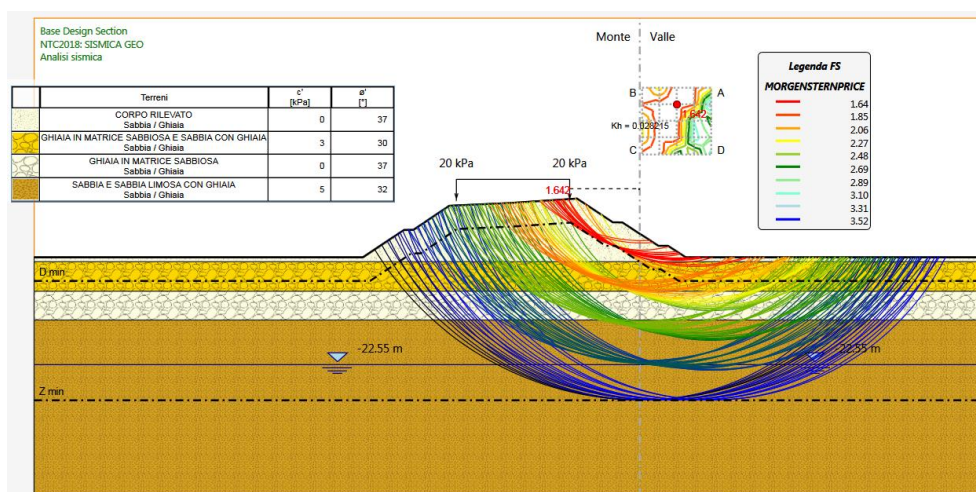 Base Design Section
NTC2018: SISMICA GEO
Analisi sismica
Terreni c' [kPa] ø' [°]
CORPO RILEVATO
Sabbia / Ghiaia 0 37
GHIAIA IN MATRICE SABBIOSA E SABBIA CON GHIAIA
Sabbia / Ghiaia 3 30
GHIAIA IN MATRICE SABBIOSA
Sabbia / Ghiaia 0 37
SABBIA E SABBIA LIMOSA CON GHIAIA
Sabbia / Ghiaia 5 32
Monte Valle
B A
1.642
Kh = 0.028215
C D
Legenda FS
MORGENSTERNPRICE
1.64
1.85
2.06
2.27
2.48
2.69
2.89
3.10
3.31
3.52
20 kPa 20 kPa
1.642
D min
-22.55 m -22.55 m
Z min